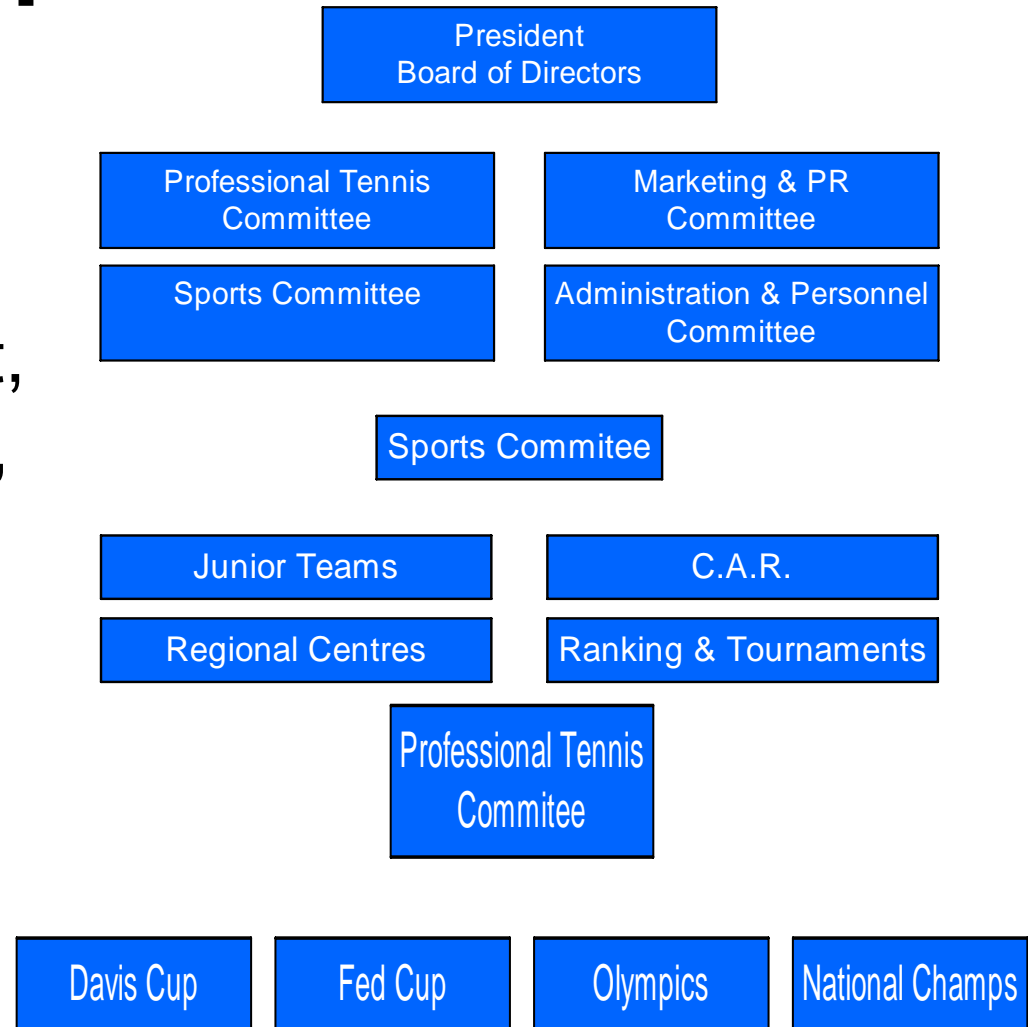 President
Board of Directors
Professional Tennis
Committee
Marketing & PR
Committee
Sports Committee
Administration & Personnel
Committee
Sports Commitee
Junior Teams
C.A.R.
Regional Centres
Ranking & Tournaments
Professional Tennis
Commitee
Davis Cup
Fed Cup
Olympics
National Champs